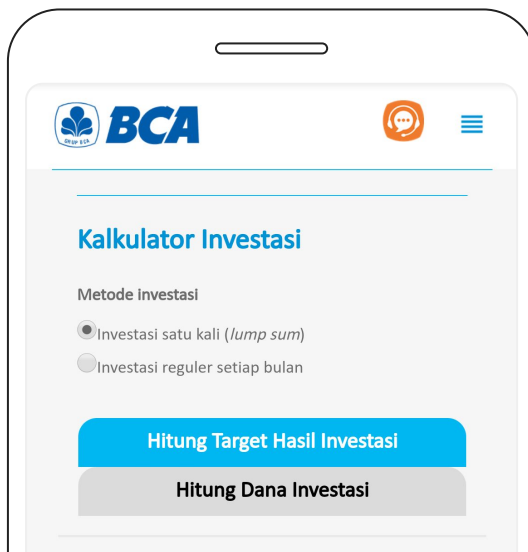 BCA
Kalkulator Investasi
Metode investasi
Investasi satu kali (lump sum)
Investasi reguler setiap bulan
Hitung Target Hasil Investasi
Hitung Dana Investasi